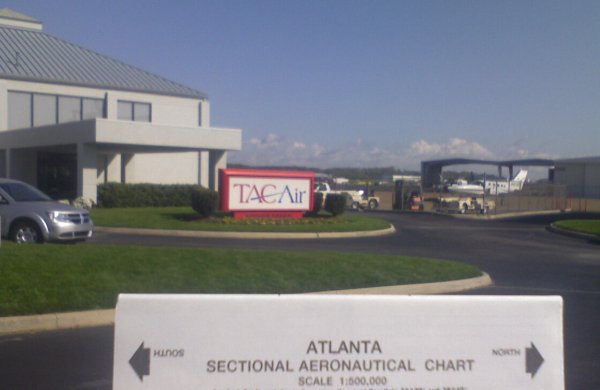 TAC Air
ATLANTA
SOUTH
NORTH
SECTIONAL AERONAUTICAL CHART
SCALE 1:500,000